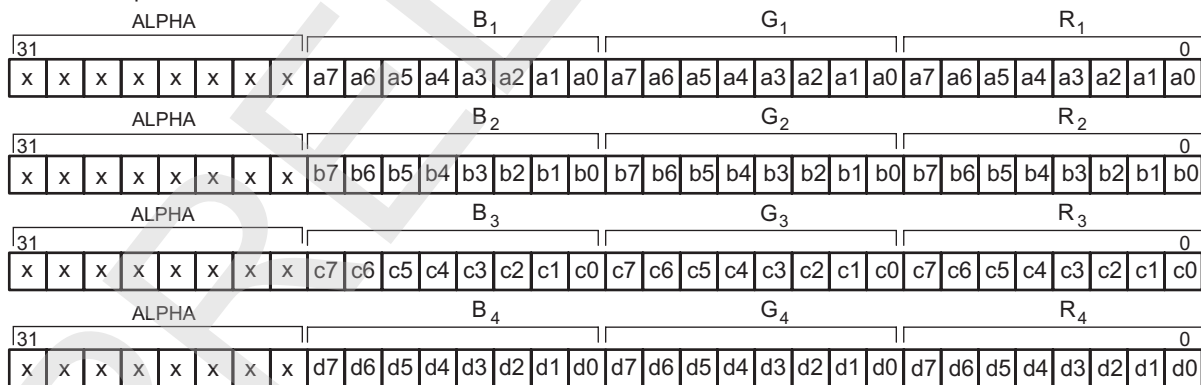 ALPHA B1 G1 R1
31 0
x x x x x x x x a7 a6 a5 a4 a3 a2 a1 a0 a7 a6 a5 a4 a3 a2 a1 a0 a7 a6 a5 a4 a3 a2 a1 a0
ALPHA B2 G2 R2
31 0
x x x x x x x x b7 b6 b5 b4 b3 b2 b1 b0 b7 b6 b5 b4 b3 b2 b1 b0 b7 b6 b5 b4 b3 b2 b1 b0
ALPHA B3 G3 R3
31 0
x x x x x x x x c7 c6 c5 c4 c3 c2 c1 c0 c7 c6 c5 c4 c3 c2 c1 c0 c7 c6 c5 c4 c3 c2 c1 c0
ALPHA B4 G4 R4
31 0
x x x x x x x x d7 d6 d5 d4 d3 d2 d1 d0 d7 d6 d5 d4 d3 d2 d1 d0 d7 d6 d5 d4 d3 d2 d1 d0